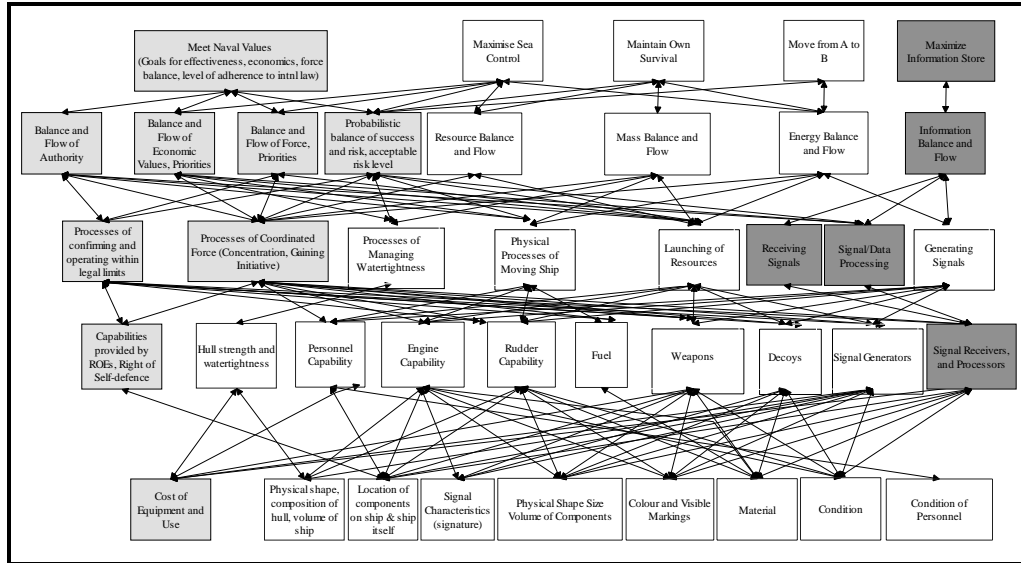 Meet Naval Values
(Goals for effectiveness, economics, force
balance, level of adherence to intnl law)
Maximise Sea
Control
Maintain Own
Survival
Move from A to
B
Maximize
Information Store
Balance and
Flow of
Authority
Balance and
Flow of
Economic
Values, Priorities
Balance and
Flow of Force,
Priorities
Probabilistic
balance of success
and risk, acceptable
risk level
Resource Balance
and Flow
Mass Balance and
Flow
Energy Balance
and Flow
Information
Balance and
Flow
Processes of
confirming and
operating within
legal limits
Processes of Coordinated
Force (Concentration, Gaining
Initiative)
Processes of
Managing
Watertightness
Physical
Processes of
Moving Ship
Launching of
Resources
Receiving
Signals
Signal/Data
Processing
Generating
Signals
Capabilities
provided by
ROEs, Right of
Self-defence
Hull strength and
watertightness
Personnel
Capability
Engine
Capability
Rudder
Capability
Fuel
Weapons
Decoys
Signal Generators
Signal Receivers,
and Processors
Cost of
Equipment and
Use
Physical shape,
composition of
hull, volume of
ship
Location of
components
on ship & ship
itself
Signal
Characteristics
(signature)
Physical Shape Size
Volume of Components
Colour and Visible
Markings
Material
Condition
Condition of
Personnel